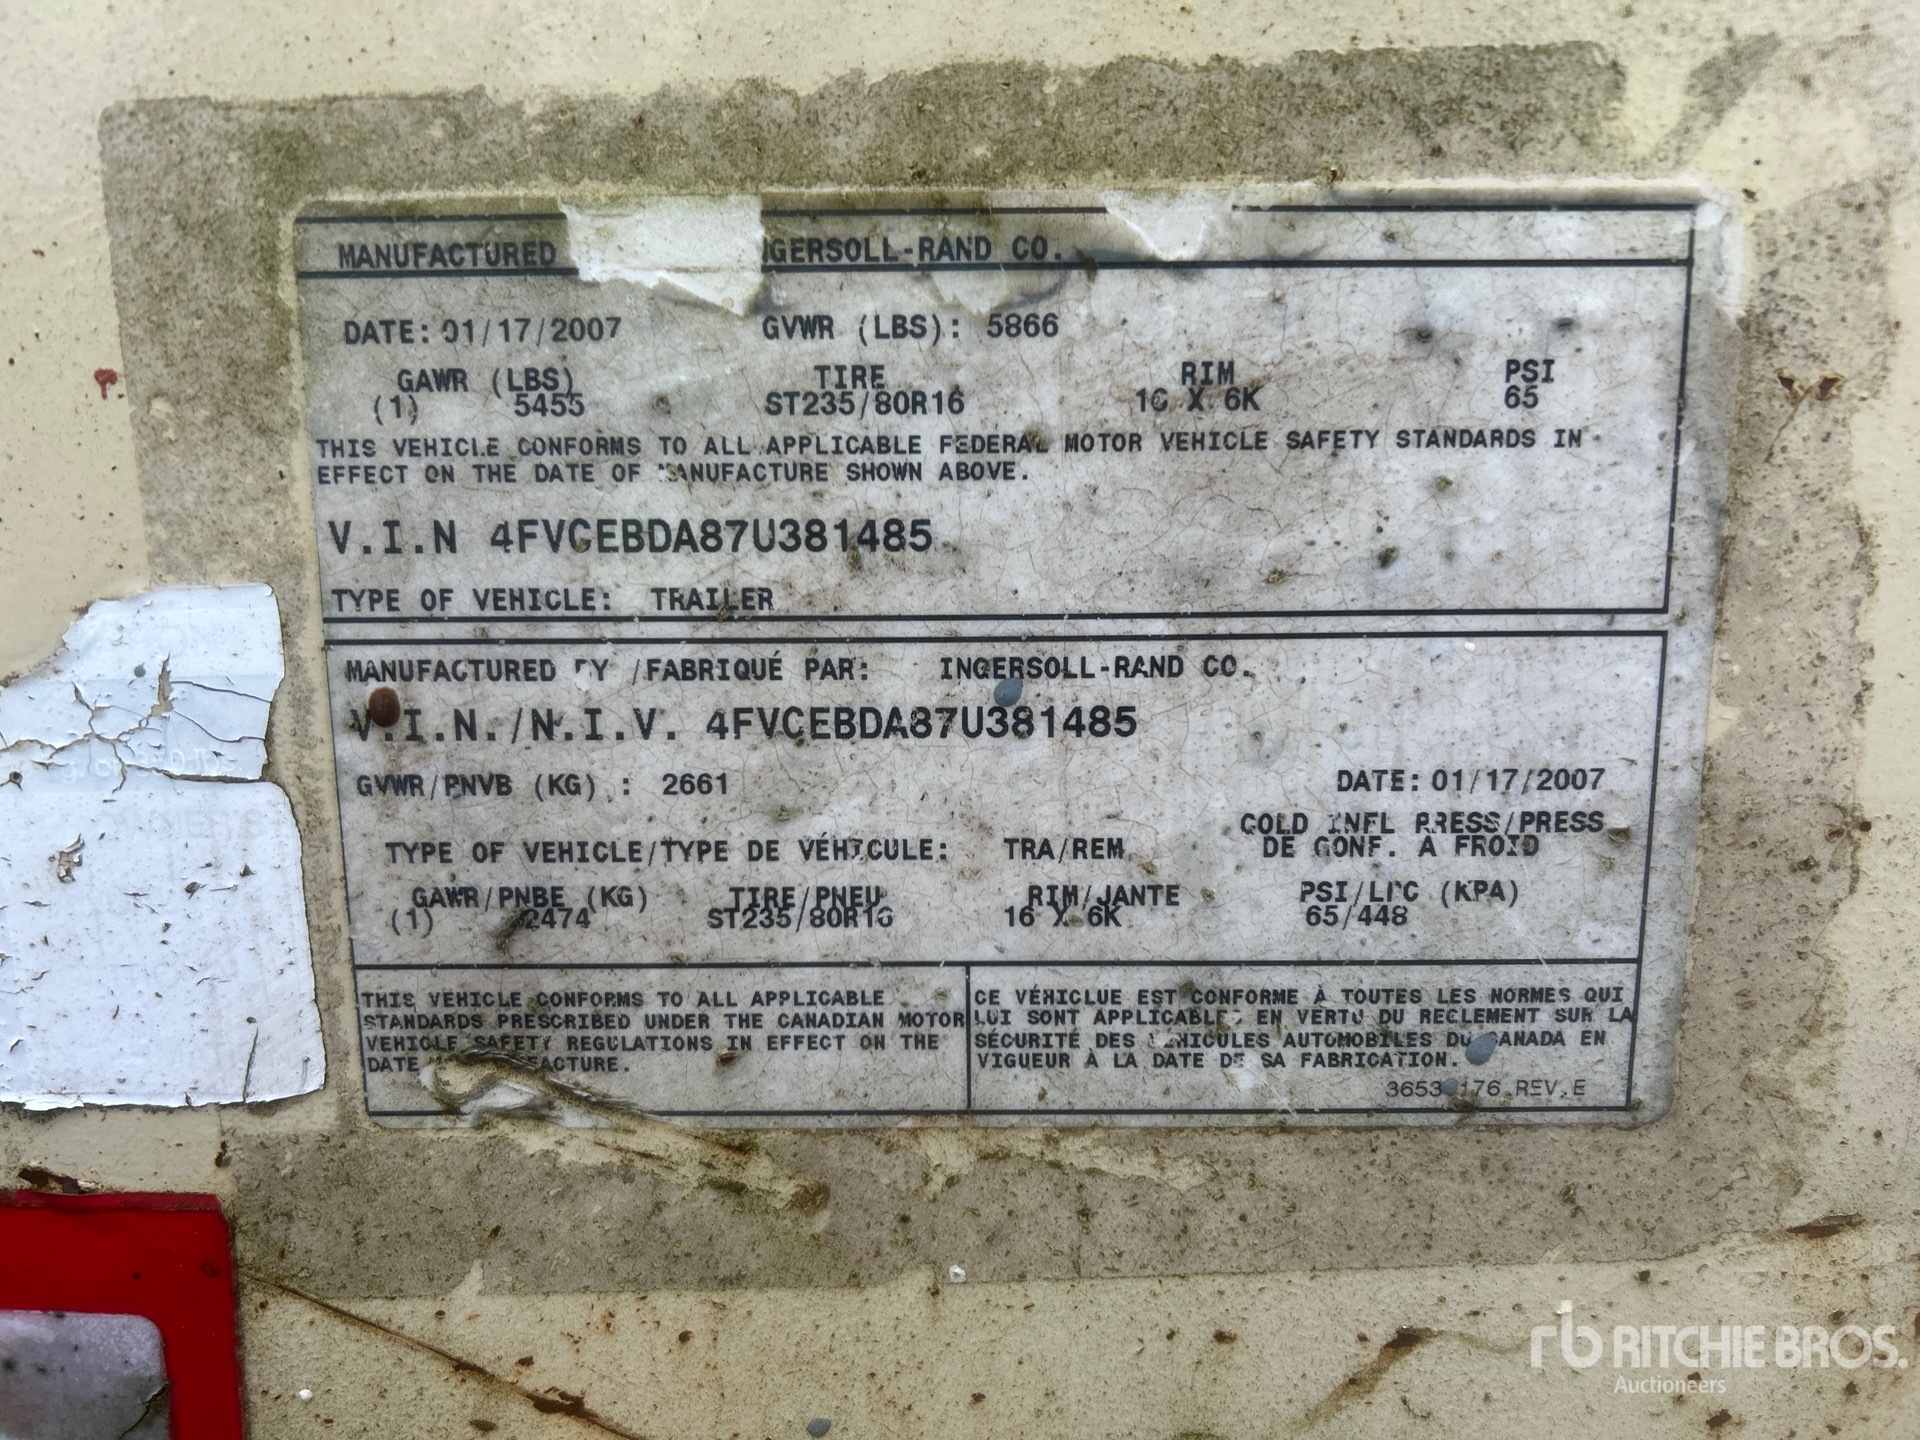 MANUFACTURED NGERSOLL-RAND CO.
DATE: 01/17/2007 GVWR (LBS): 5866
GAWR (LBS) TIRE RIM PSI
(1) 5455 ST235/80R16 16 X 6K 65
THIS VEHICLE CONFORMS TO ALL APPLICABLE FEDERAL MOTOR VEHICLE SAFETY STANDARDS IN
EFFECT ON THE DATE OF MANUFACTURE SHOWN ABOVE.
V.I.N 4FVCEBDA87U381485
TYPE OF VEHICLE: TRAILER
MANUFACTURED BY /FABRIQUÉ PAR: INGERSOLL-RAND CO.
V.I.N./N.I.V. 4FVCEBDA87U381485
GVWR/PNVB (KG) : 2661 DATE: 01/17/2007
COLD INFL PRESS/PRESS
TYPE OF VEHICLE/TYPE DE VÉHICULE: TRA/REM DE GONF. A FROID
GAWR/PNBE (KG) TIRE/PNEU RIM/JANTE PSI/LPC (KPA)
(1) 2474 ST235/80R16 16 X 6K 65/448
THIS VEHICLE CONFORMS TO ALL APPLICABLE
STANDARDS PRESCRIBED UNDER THE CANADIAN MOTOR
VEHICLE SAFETY REGULATIONS IN EFFECT ON THE
DATE ACTURE.
CE VÉHICLUE EST CONFORME À TOUTES LES NORMES QUI
LUI SONT APPLICABLES EN VERTU DU REGLEMENT SUR LA
SÉCURITÉ DES VEHICULES AUTOMOBILES DU CANADA EN
VIGUEUR À LA DATE DE SA FABRICATION.
REV.E
rb RITCHIE BROS.
Auctioneers